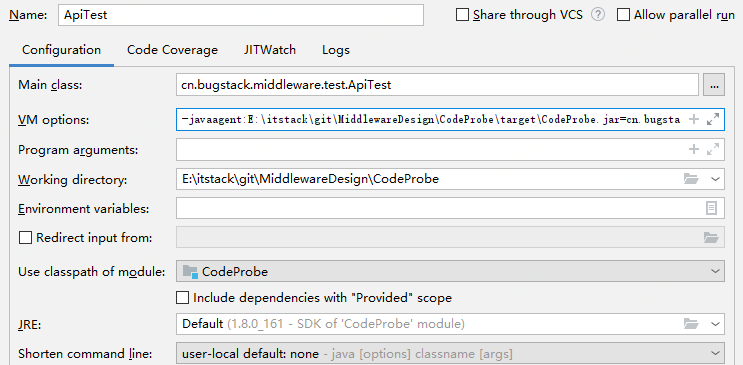 Name: ApiTest Share through VCS ? Allow parallel run
Configuration Code Coverage JITWatch Logs
Main class: cn.bugstack.middleware.test.ApiTest ...
VM options: -javaagent:E:\itstack\git\MiddlewareDesign\CodeProbe\target\CodeProbe.jar=cn.bugsta
Program arguments:
Working directory: E:\itstack\git\MiddlewareDesign\CodeProbe
Environment variables:
Redirect input from:
Use classpath of module: CodeProbe
Include dependencies with "Provided" scope
JRE: Default (1.8.0_161 - SDK of 'CodeProbe' module)
Shorten command line: user-local default: none - java [options] classname [args]